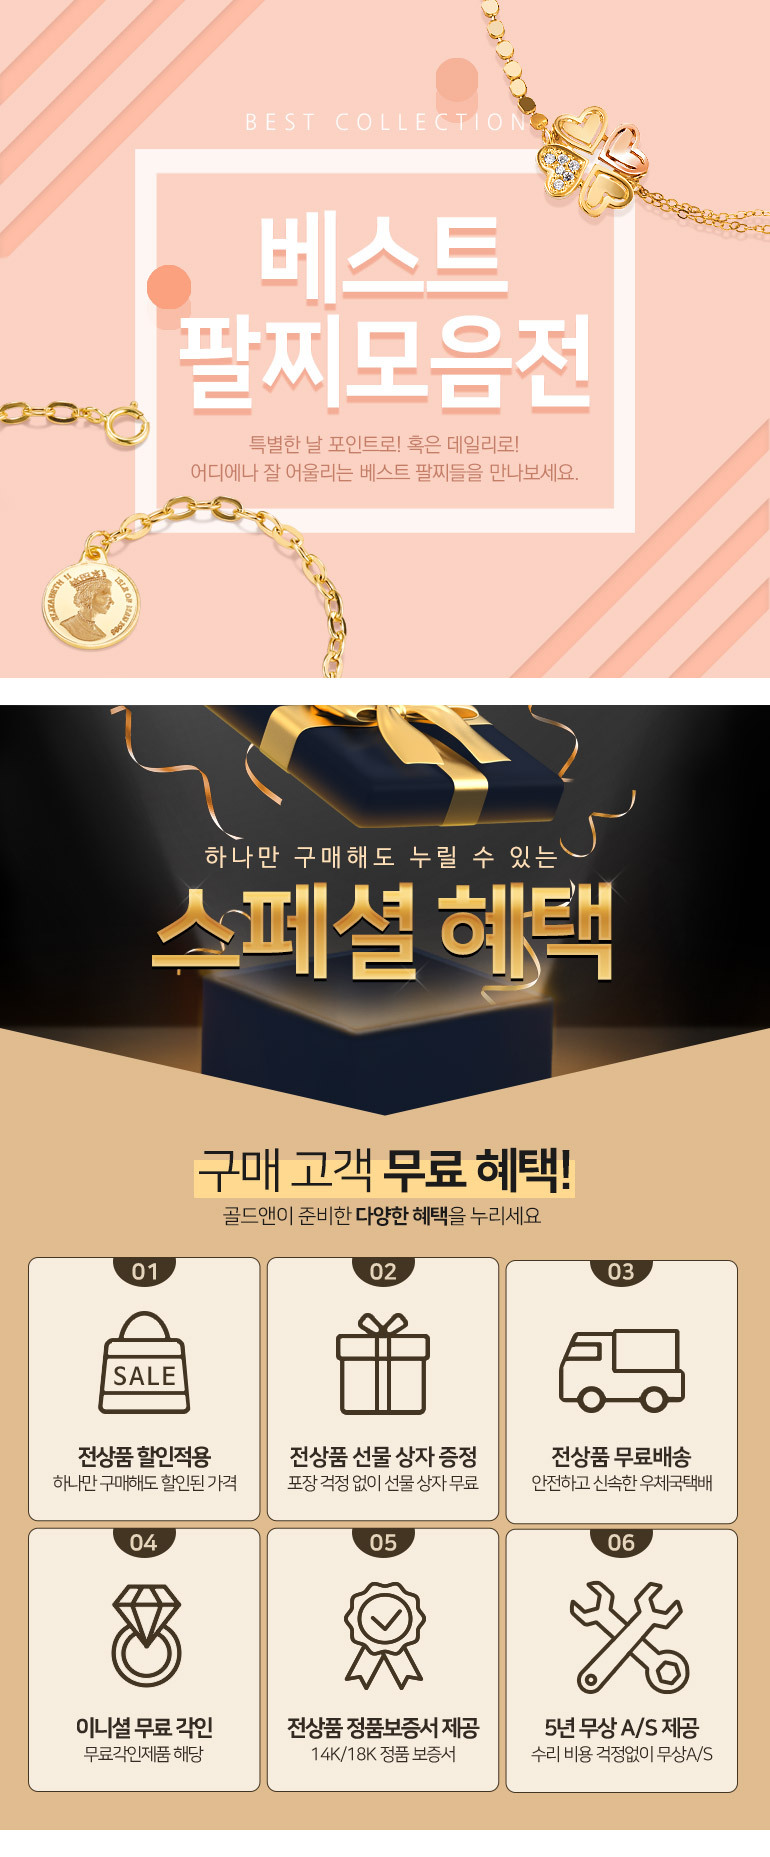 BEST COLLECTION
베스트
팔찌모음전
특별한 날 포인트로! 혹은 데일리로!
어디에나 잘 어울리는 베스트 팔찌들을 만나보세요.
ELIZABETH II
ISLE OF MAN 1995
하나만 구매해도 누릴 수 있는
스페셜 혜택
구매 고객 무료 혜택!
골드앤이 준비한 다양한 혜택을 누리세요
01
02
03
SALE
전상품 할인적용
하나만 구매해도 할인된 가격
전상품 선물 상자 증정
포장 걱정 없이 선물 상자 무료
전상품 무료배송
안전하고 신속한 우체국택배
04
05
06
이니셜 무료 각인
무료각인제품 해당
전상품 정품보증서 제공
14K/18K 정품 보증서
5년 무상 A/S 제공
수리 비용 걱정없이 무상A/S